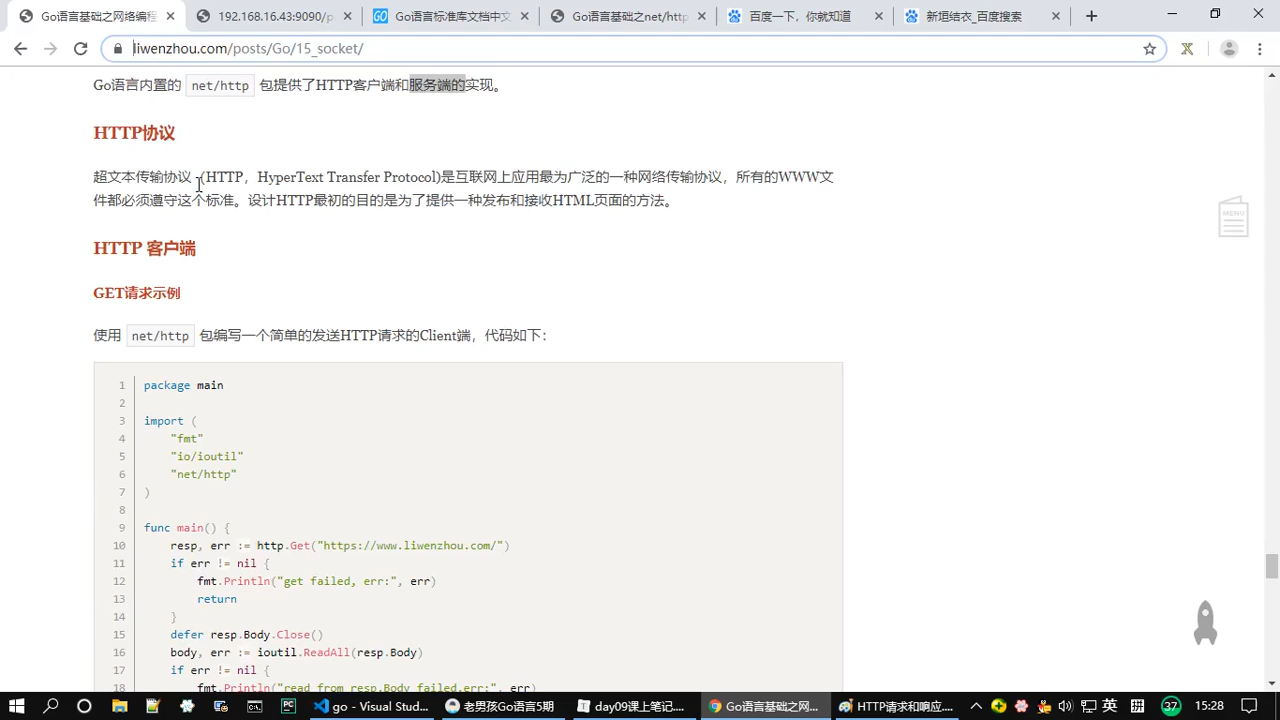 Go语言基础之网络编程
192.168.16.43:9090/p
Go语言标准库文档中文
Go语言基础之net/http
百度一下，你就知道
新垣结衣_百度搜索
liwenzhou.com/posts/Go/15_socket/
Go语言内置的 net/http 包提供了HTTP客户端和服务端的实现。
HTTP协议
超文本传输协议（HTTP，HyperText Transfer Protocol)是互联网上应用最为广泛的一种网络传输协议，所有的WWW文
件都必须遵守这个标准。设计HTTP最初的目的是为了提供一种发布和接收HTML页面的方法。
MENU
HTTP 客户端
GET请求示例
使用 net/http 包编写一个简单的发送HTTP请求的Client端，代码如下：
1 package main
2
3 import (
4 "fmt"
5 "io/ioutil"
6 "net/http"
7 )
8
9 func main() {
10 resp, err := http.Get("https://www.liwenzhou.com/")
11 if err != nil {
12 fmt.Println("get failed, err:", err)
13 return
14 }
15 defer resp.Body.Close()
16 body, err := ioutil.ReadAll(resp.Body)
17 if err != nil {
18 fmt.Println("read from resp.Body failed,err:", err)
go - Visual Stud...
老男孩Go语言5期
day09课上笔记....
Go语言基础之网...
HTTP请求和响应...
英
37
15:28